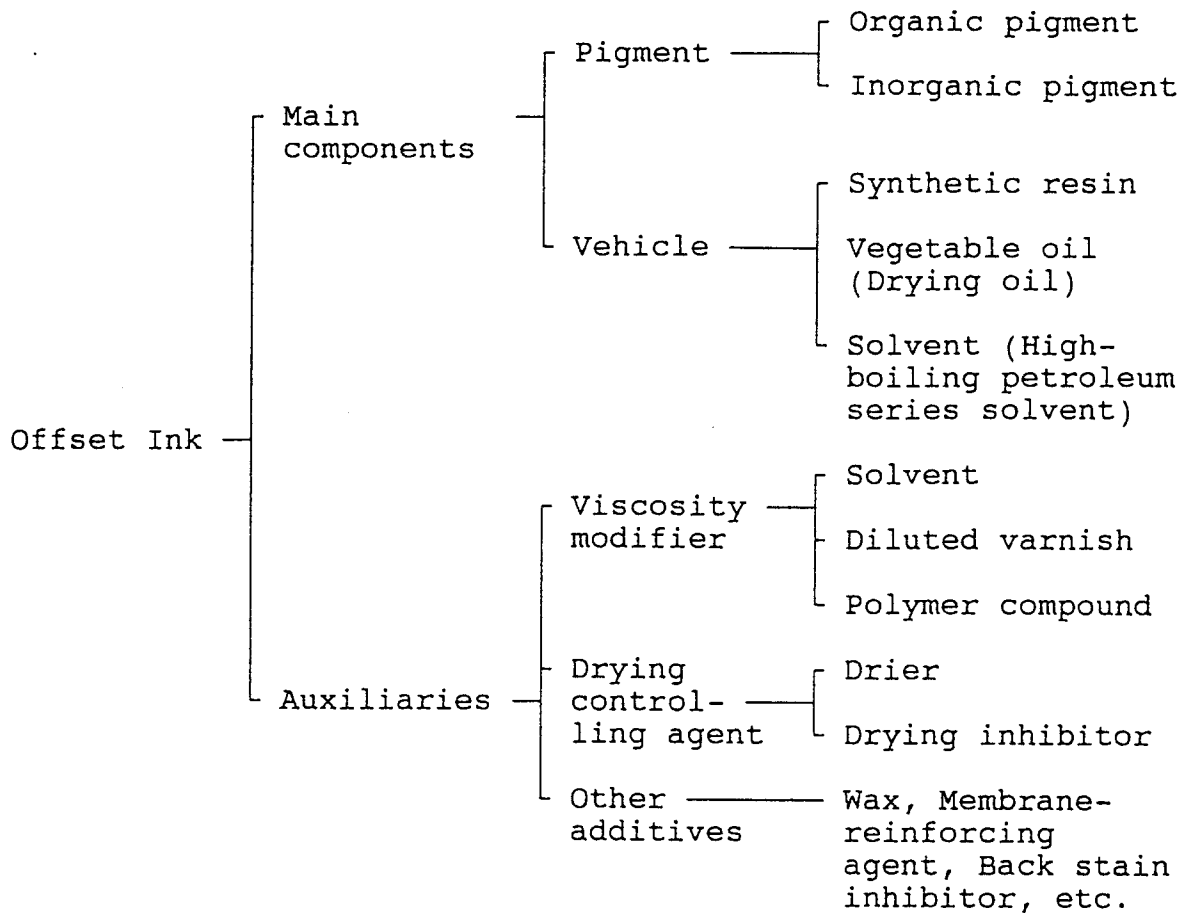 Offset Ink
Main
components
Pigment
Organic pigment
Inorganic pigment
Vehicle
Synthetic resin
Vegetable oil
(Drying oil)
Solvent (High-
boiling petroleum
series solvent)
Auxiliaries
Viscosity
modifier
Solvent
Diluted varnish
Polymer compound
Drying
control-
ling agent
Drier
Drying inhibitor
Other
additives
Wax, Membrane-
reinforcing
agent, Back stain
inhibitor, etc.